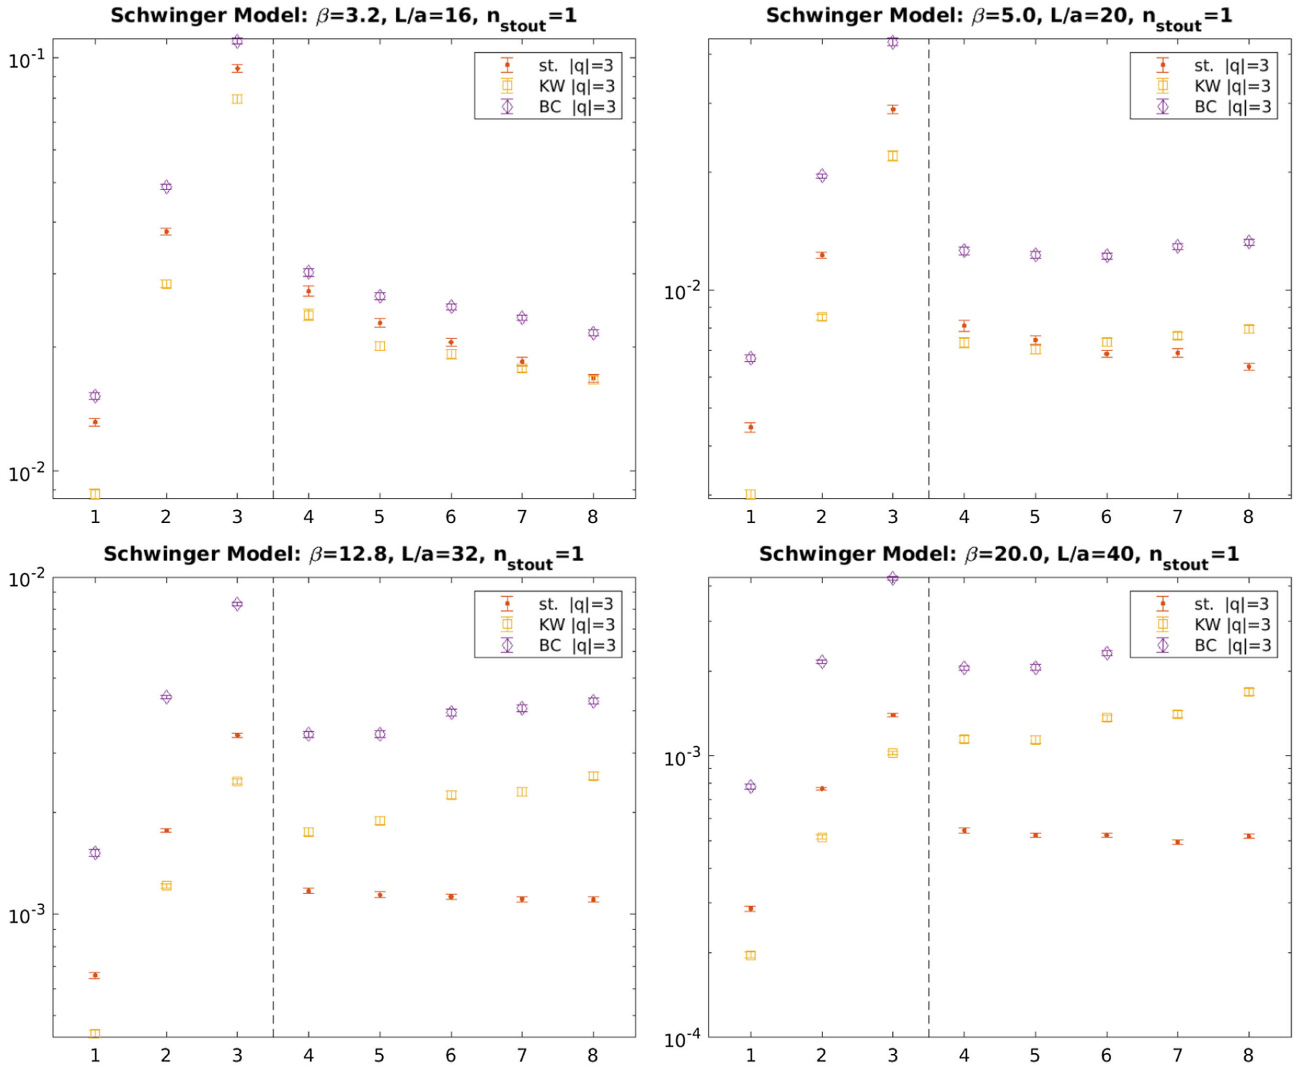 Schwinger Model: β=3.2, L/a=16, n_stout=1
10^-1
10^-2
st. |q|=3
KW |q|=3
BC |q|=3
1 2 3 4 5 6 7 8
Schwinger Model: β=5.0, L/a=20, n_stout=1
10^-2
st. |q|=3
KW |q|=3
BC |q|=3
1 2 3 4 5 6 7 8
Schwinger Model: β=12.8, L/a=32, n_stout=1
10^-2
10^-3
st. |q|=3
KW |q|=3
BC |q|=3
1 2 3 4 5 6 7 8
Schwinger Model: β=20.0, L/a=40, n_stout=1
10^-3
10^-4
st. |q|=3
KW |q|=3
BC |q|=3
1 2 3 4 5 6 7 8